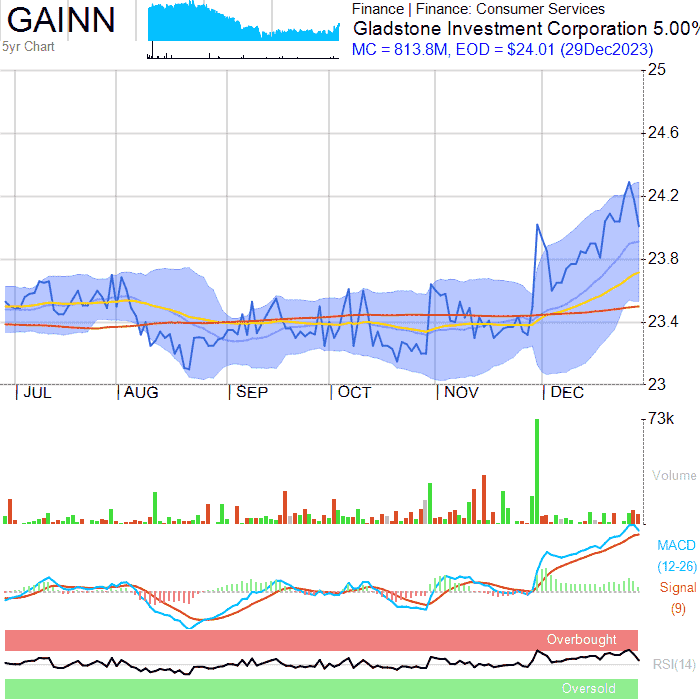 GAINN
5yr Chart
Finance | Finance: Consumer Services
Gladstone Investment Corporation 5.00%
MC = 813.8M, EOD = $24.01 (29Dec2023)
25
24.6
24.2
23.8
23.4
23
JUL AUG SEP OCT NOV DEC
73k
Volume
MACD
(12-26)
Signal
(9)
Overbought
RSI(14)
Oversold